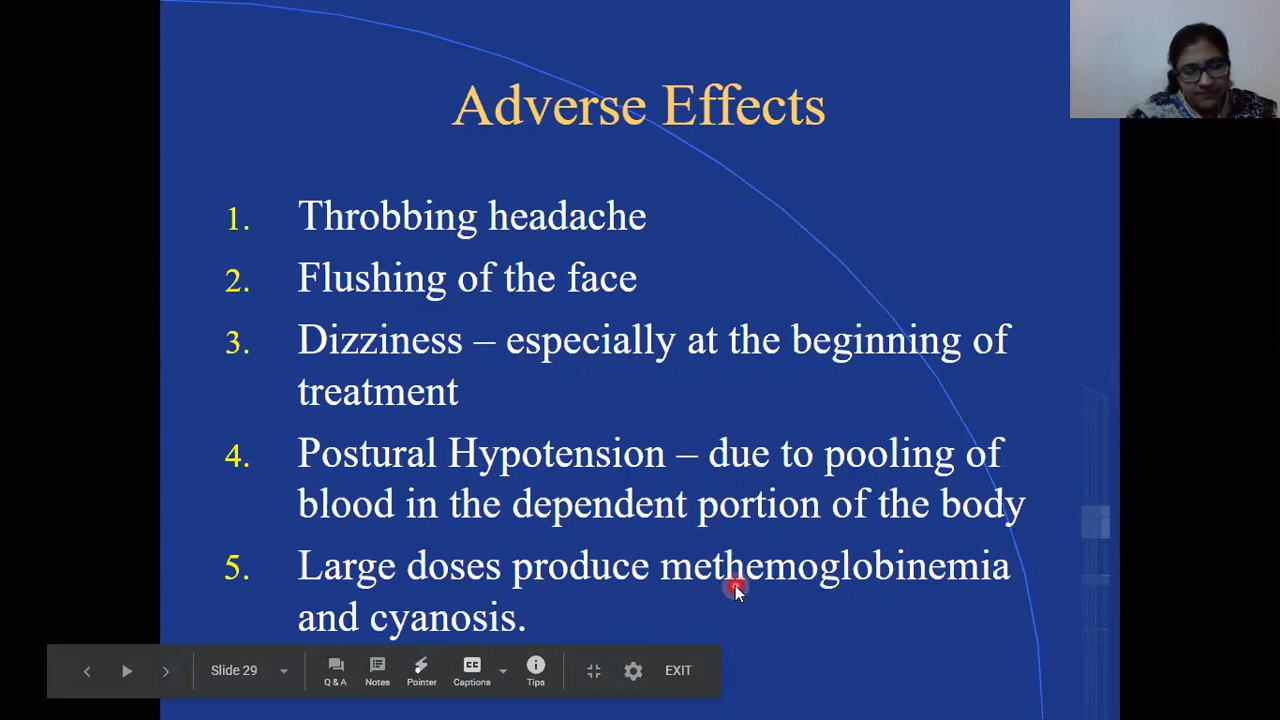 Adverse Effects
1. Throbbing headache
2. Flushing of the face
3. Dizziness – especially at the beginning of
treatment
4. Postural Hypotension – due to pooling of
blood in the dependent portion of the body
5. Large doses produce methemoglobinemia
and cyanosis.
Slide 29
Q & A
Notes
Pointer
CC
Captions
Tips
EXIT